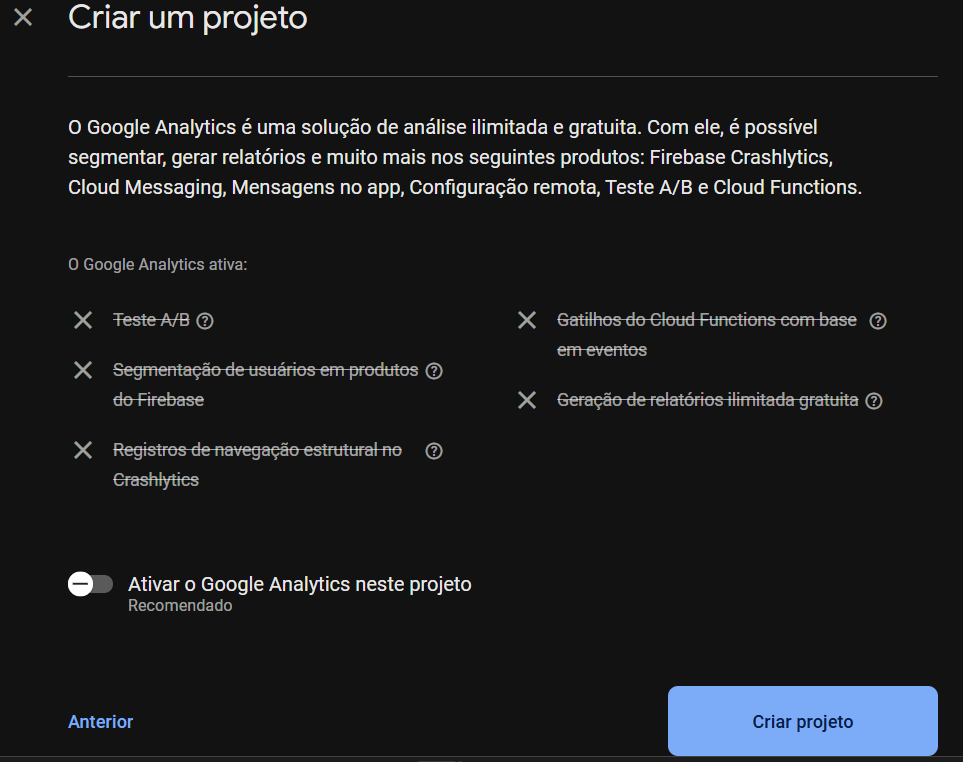 Criar um projeto
O Google Analytics é uma solução de análise ilimitada e gratuita. Com ele, é possível
segmentar, gerar relatórios e muito mais nos seguintes produtos: Firebase Crashlytics,
Cloud Messaging, Mensagens no app, Configuração remota, Teste A/B e Cloud Functions.
O Google Analytics ativa:
Teste A/B
Segmentação de usuários em produtos
do Firebase
Registros de navegação estrutural no
Crashlytics
Gatilhos do Cloud Functions com base
em eventos
Geração de relatórios ilimitada gratuita
Ativar o Google Analytics neste projeto
Recomendado
Anterior
Criar projeto